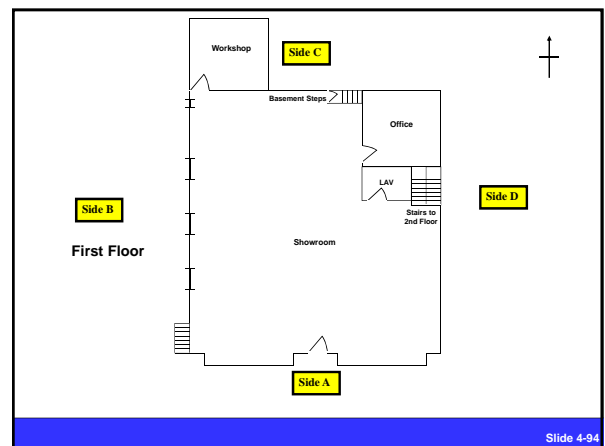 Workshop
Side C
Basement Steps
Office
LAV
Side B
Side D
Stairs to
2nd Floor
Showroom
First Floor
Side A
Slide 4-94